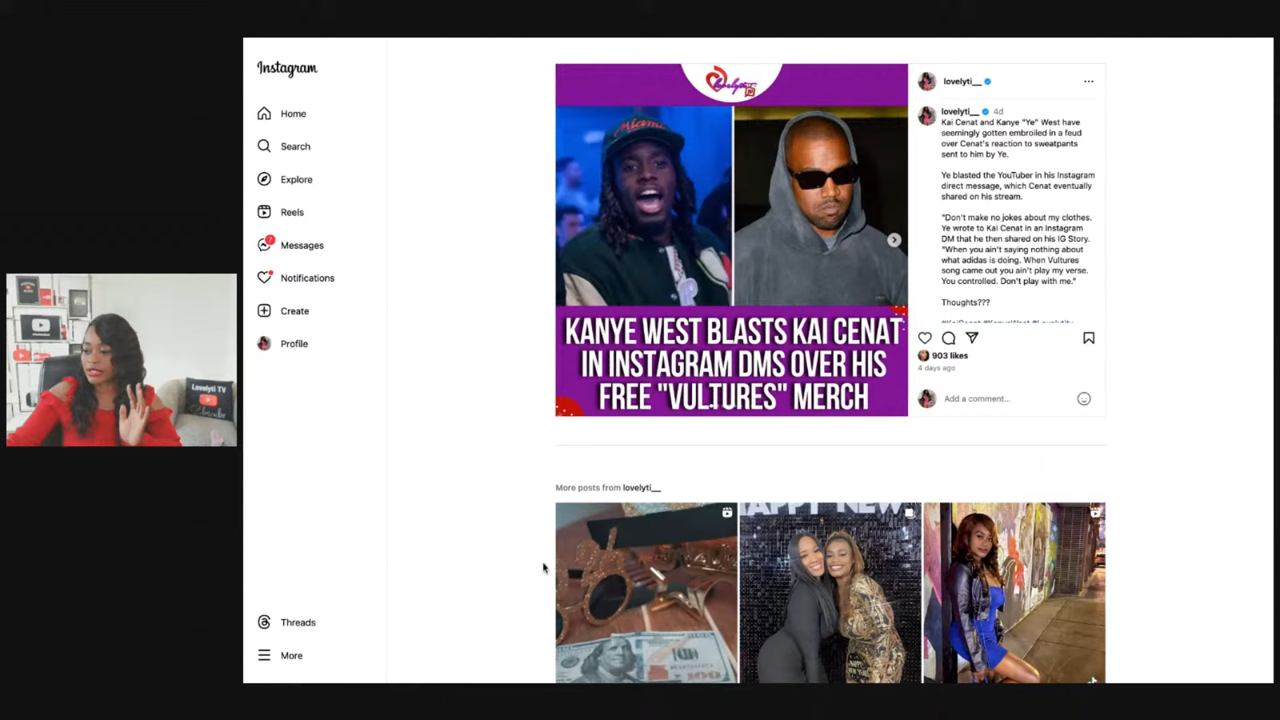 Instagram
Home
Search
Explore
Reels
7
Messages
Notifications
Create
Profile
Threads
More
Lovelyti TV
Miami
KANYE WEST BLASTS KAI CENAT
IN INSTAGRAM DMS OVER HIS
FREE "VULTURES" MERCH
lovelyti__
lovelyti__ 4d
Kai Cenat and Kanye "Ye" West have
seemingly gotten embroiled in a feud
over Cenat's reaction to sweatpants
sent to him by Ye.
Ye blasted the YouTuber in his Instagram
direct message, which Cenat eventually
shared on his stream.
"Don't make no jokes about my clothes.
Ye wrote to Kai Cenat in an Instagram
DM that he then shared on his IG Story.
"When you ain't saying nothing about
what adidas is doing. When Vultures
song came out you ain't play my verse.
You controlled. Don't play with me."
Thoughts???
903 likes
4 days ago
Add a comment...
More posts from lovelyti__